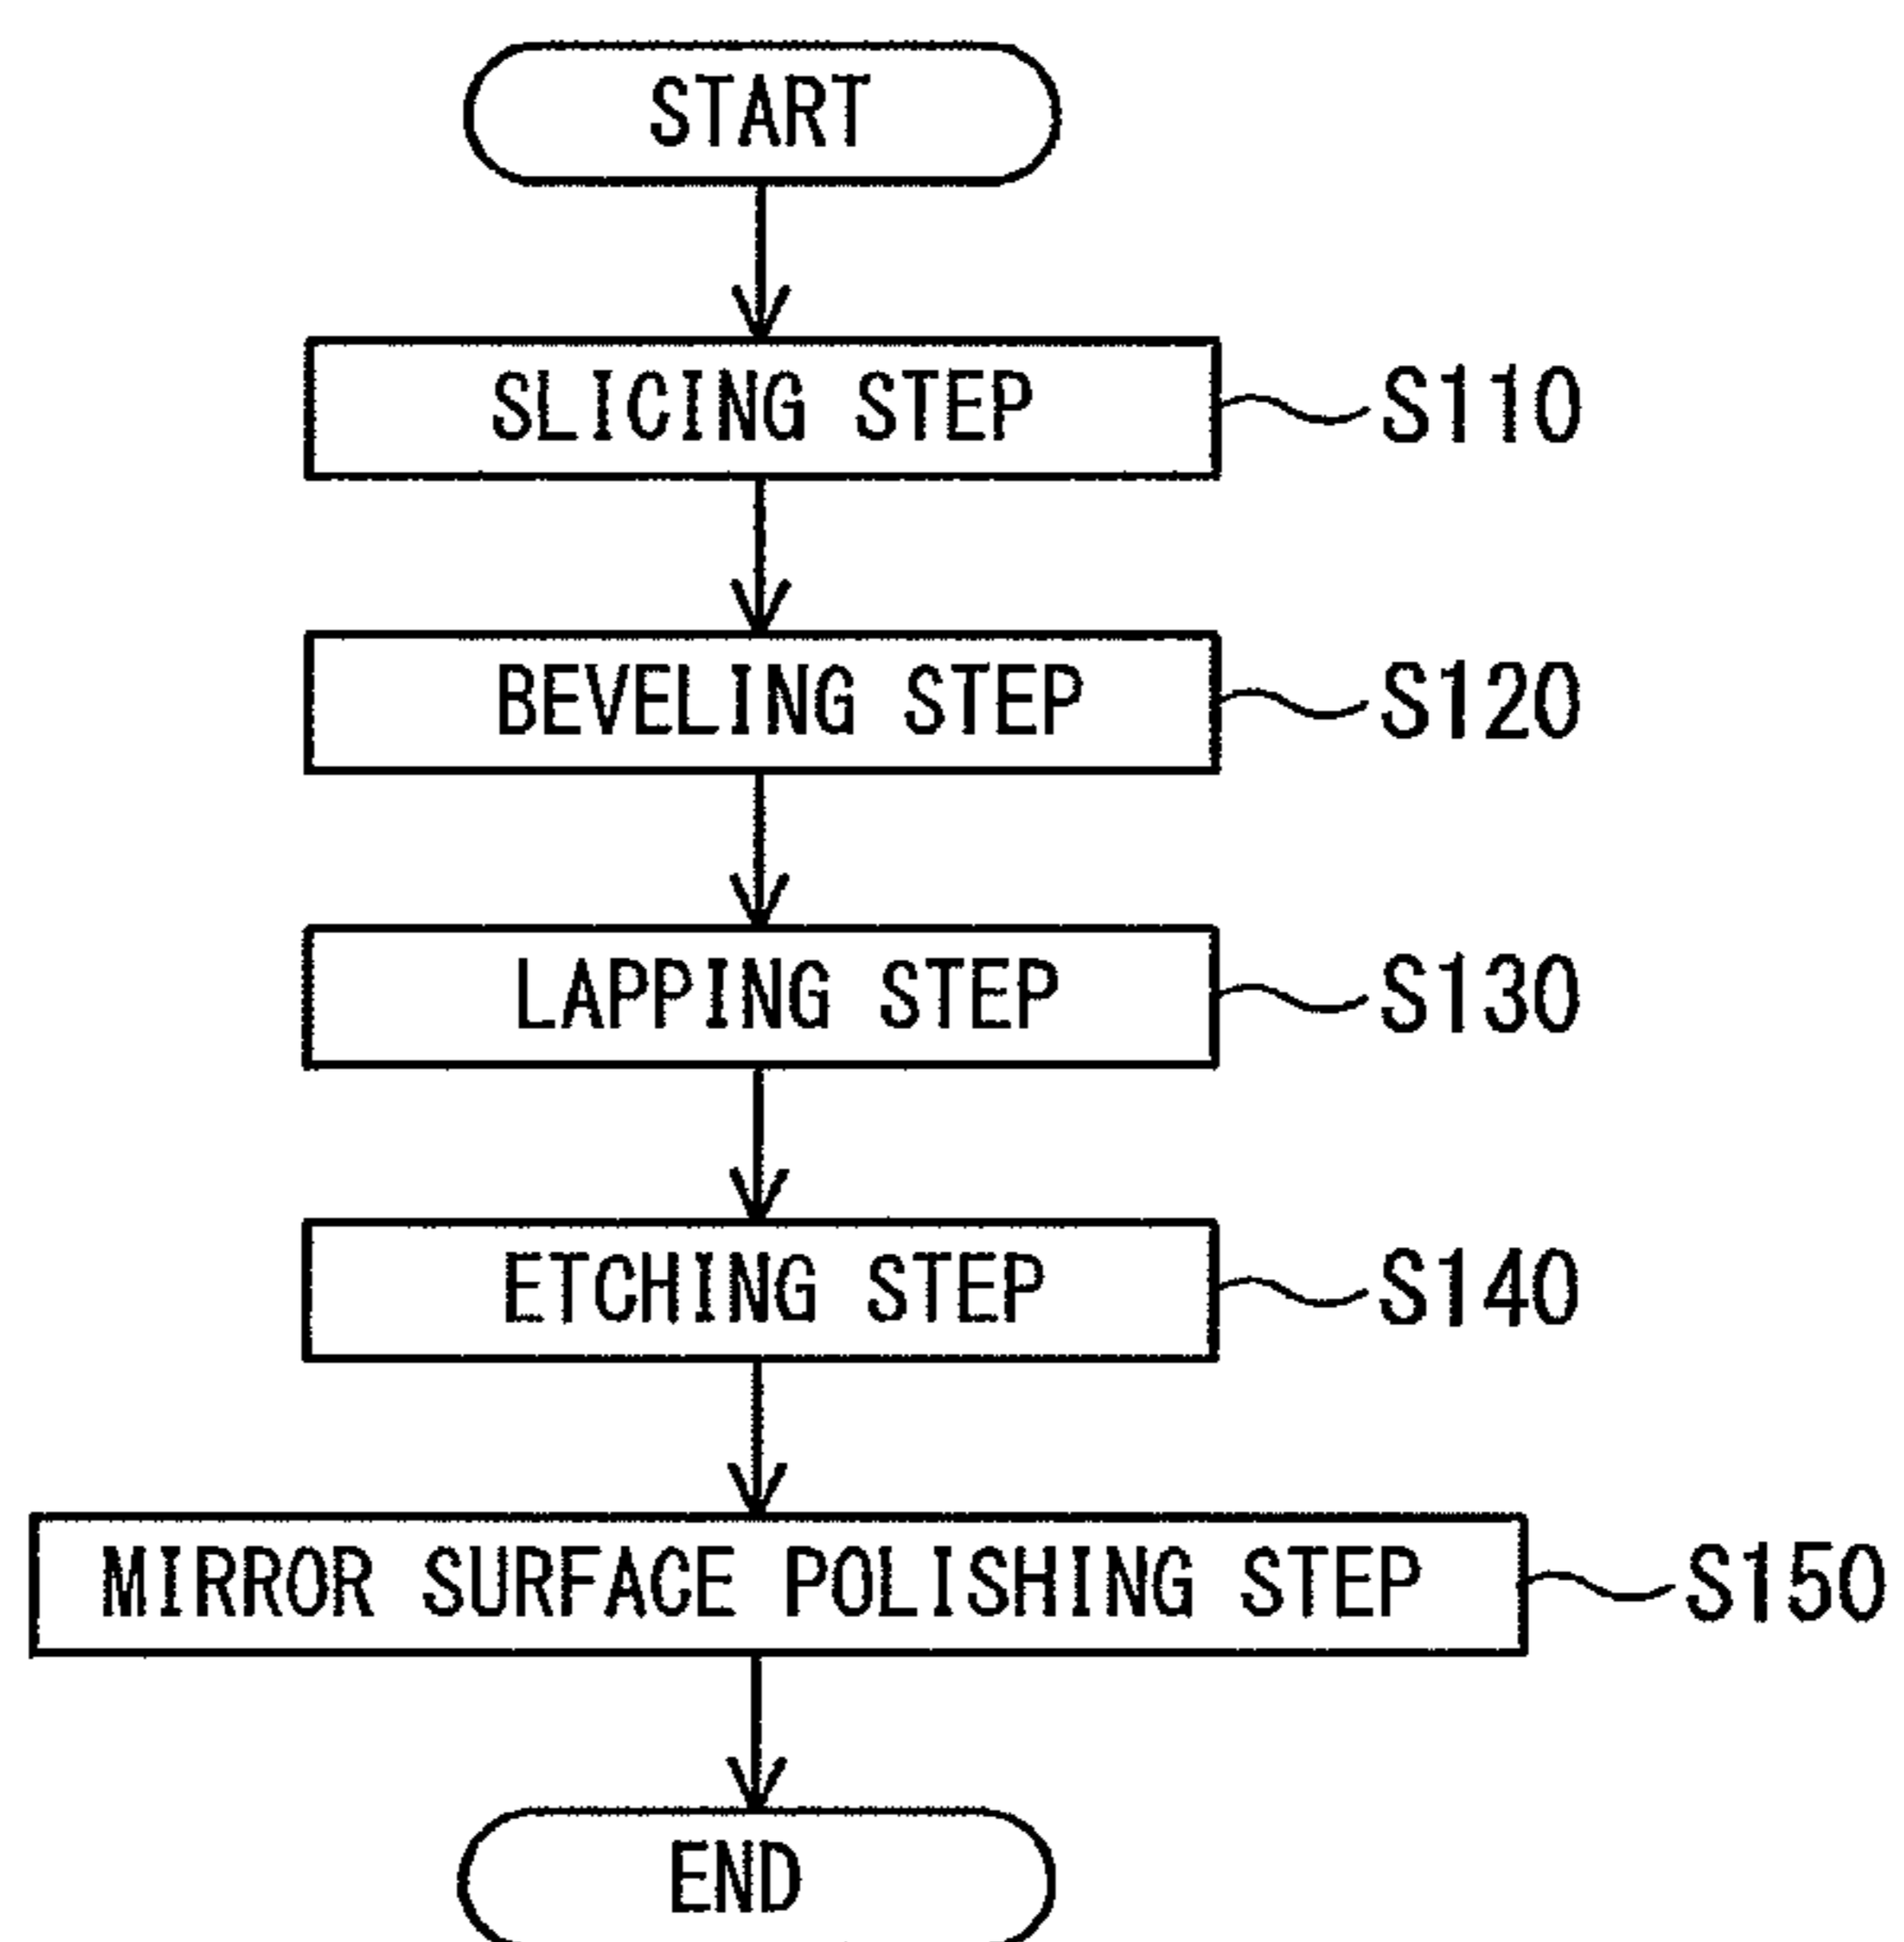 START
SLICING STEP S110
BEVELING STEP S120
LAPPING STEP S130
ETCHING STEP S140
MIRROR SURFACE POLISHING STEP S150
END